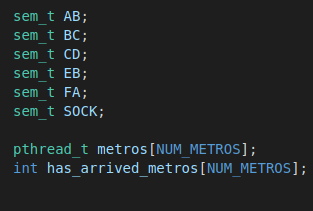 sem_t AB;
sem_t BC;
sem_t CD;
sem_t EB;
sem_t FA;
sem_t SOCK;
pthread_t metros[NUM_METROS];
int has_arrived_metros[NUM_METROS];